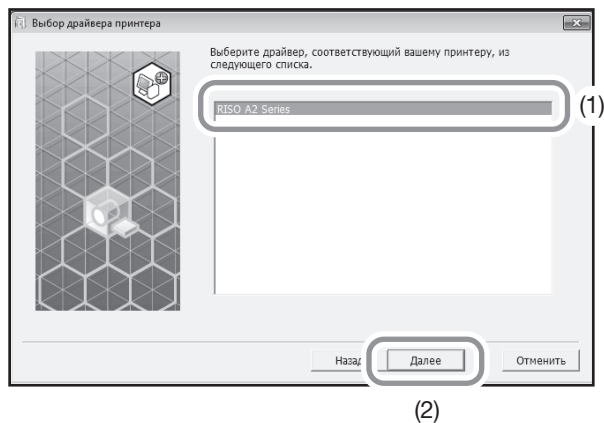 Выбор драйвера принтера
Выберите драйвер, соответствующий вашему принтеру, из
следующего списка.
RISO A2 Series
(1)
Назад Далее Отменить
(2)